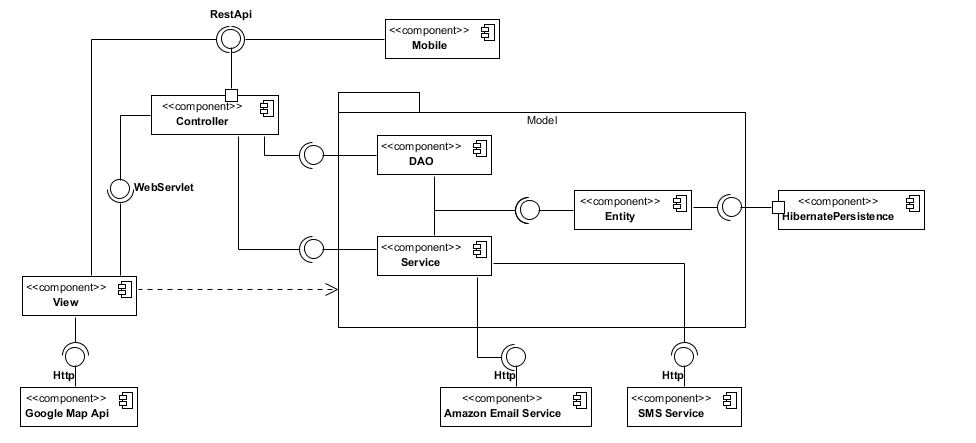 RestApi
<<component>>
Mobile
<<component>>
Controller
Model
<<component>>
DAO
WebServlet
<<component>>
Entity
<<component>>
HibernatePersistence
<<component>>
Service
<<component>>
View
Http
Http
Http
<<component>>
Google Map Api
<<component>>
Amazon Email Service
<<component>>
SMS Service